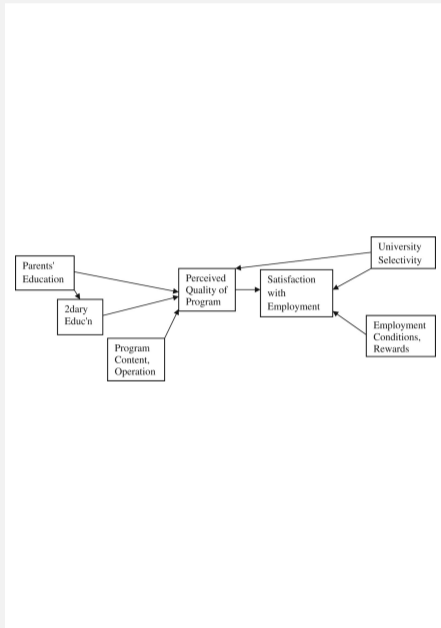 Parents'
Education
2dary
Educ'n
Program
Content,
Operation
Perceived
Quality of
Program
Satisfaction
with
Employment
University
Selectivity
Employment
Conditions,
Rewards